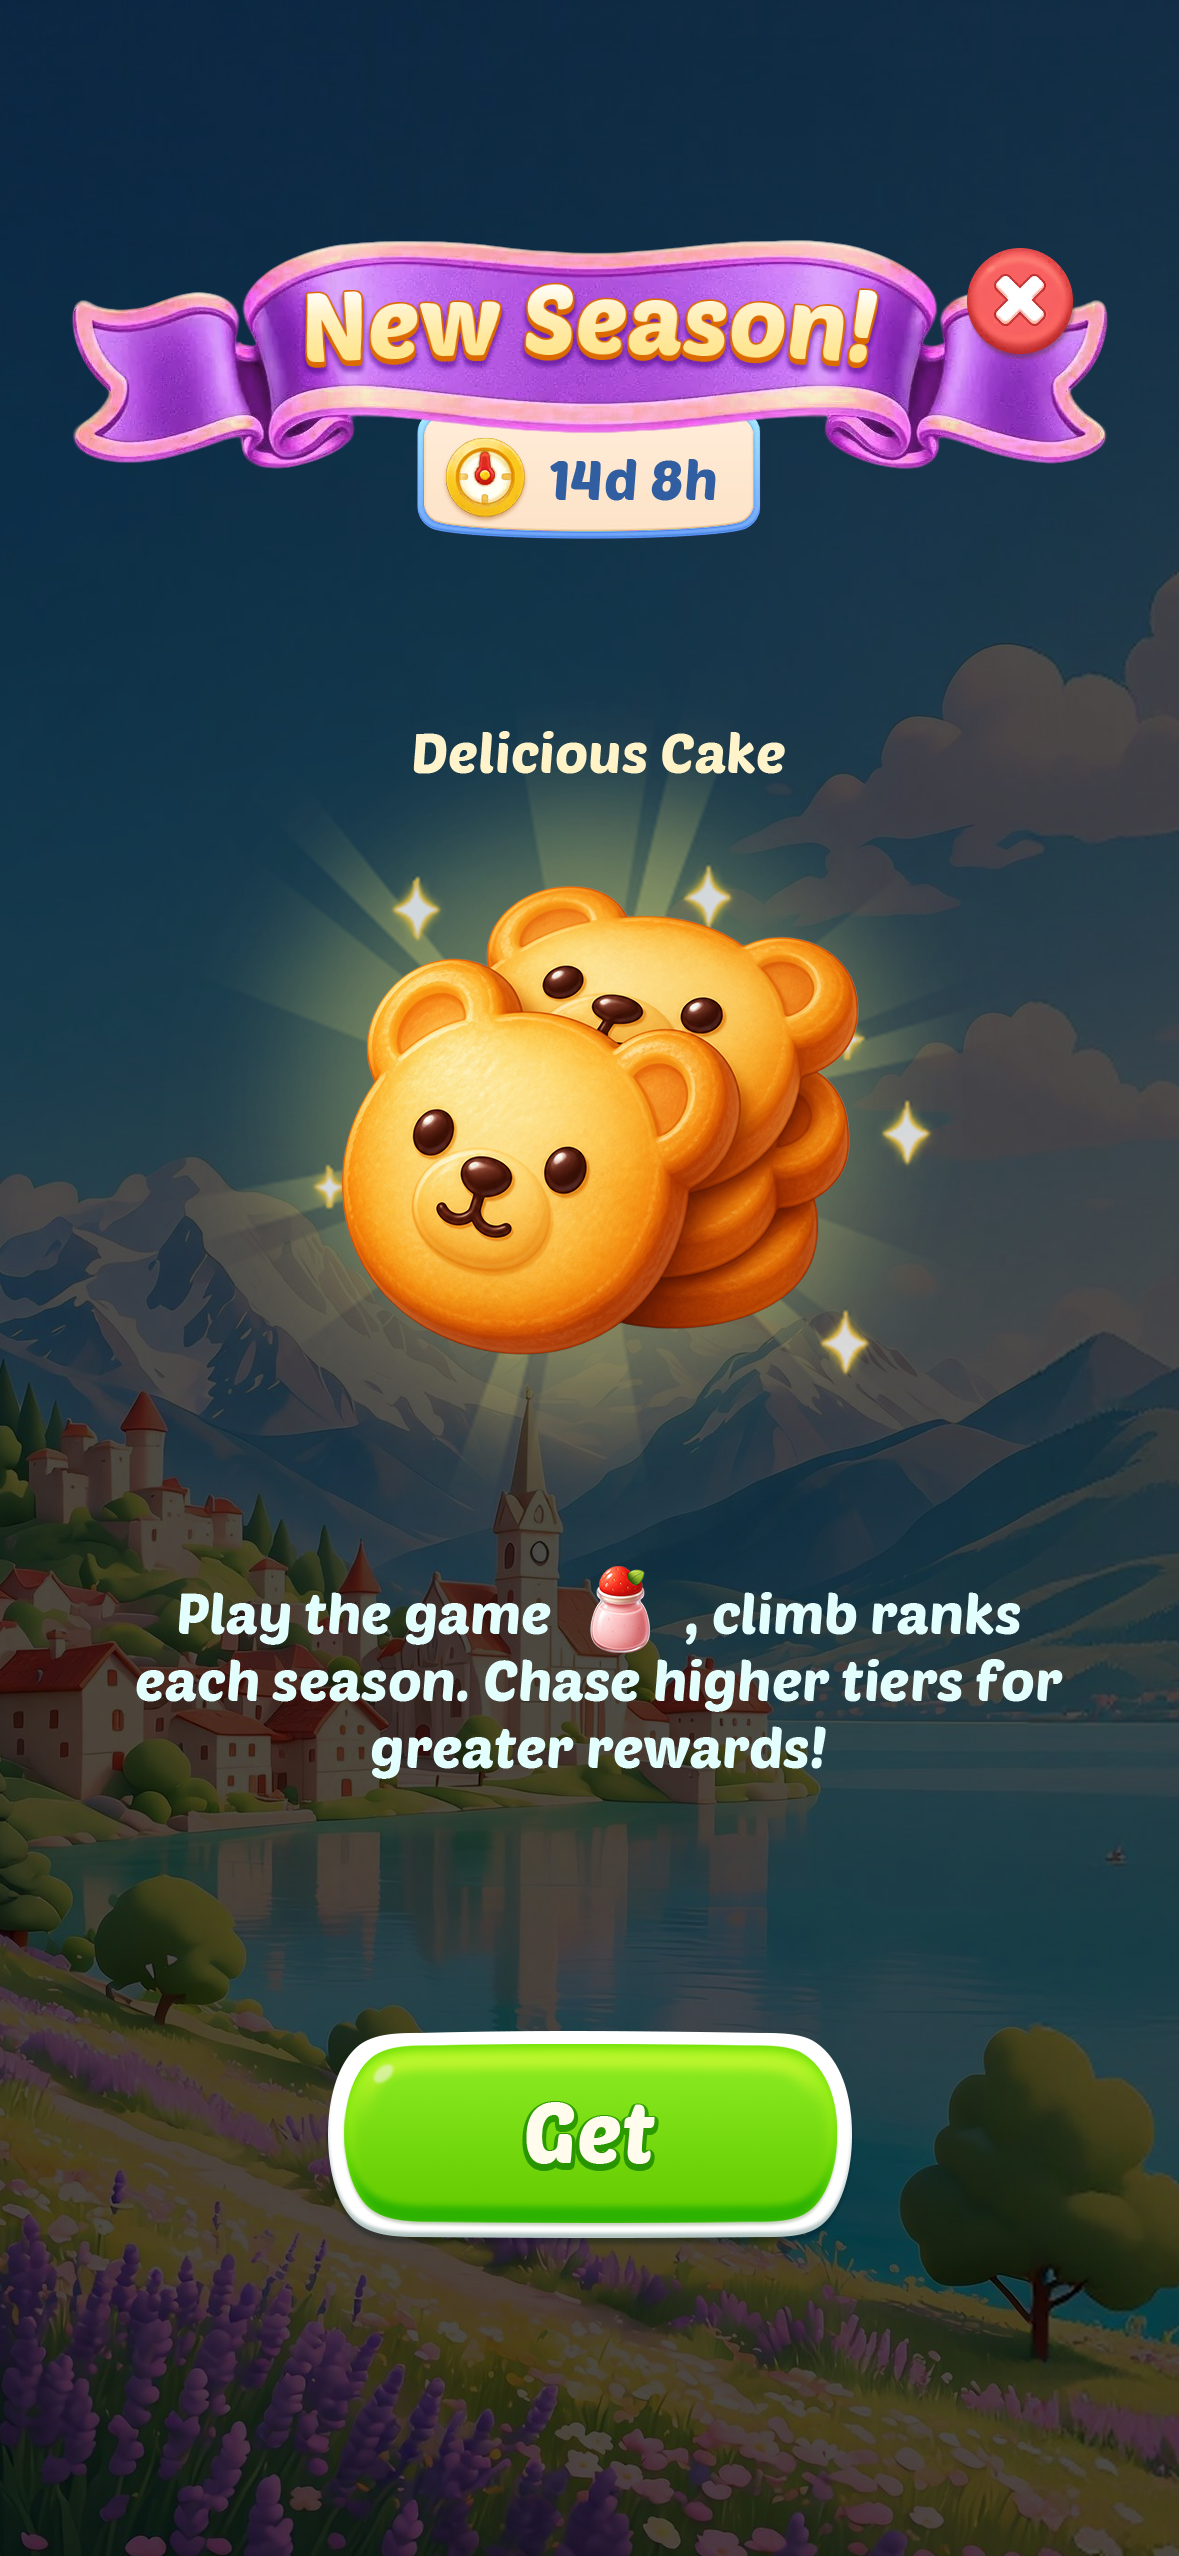 New Season!
14d 8h
Delicious Cake
Play the game , climb ranks
each season. Chase higher tiers for
greater rewards!
Get